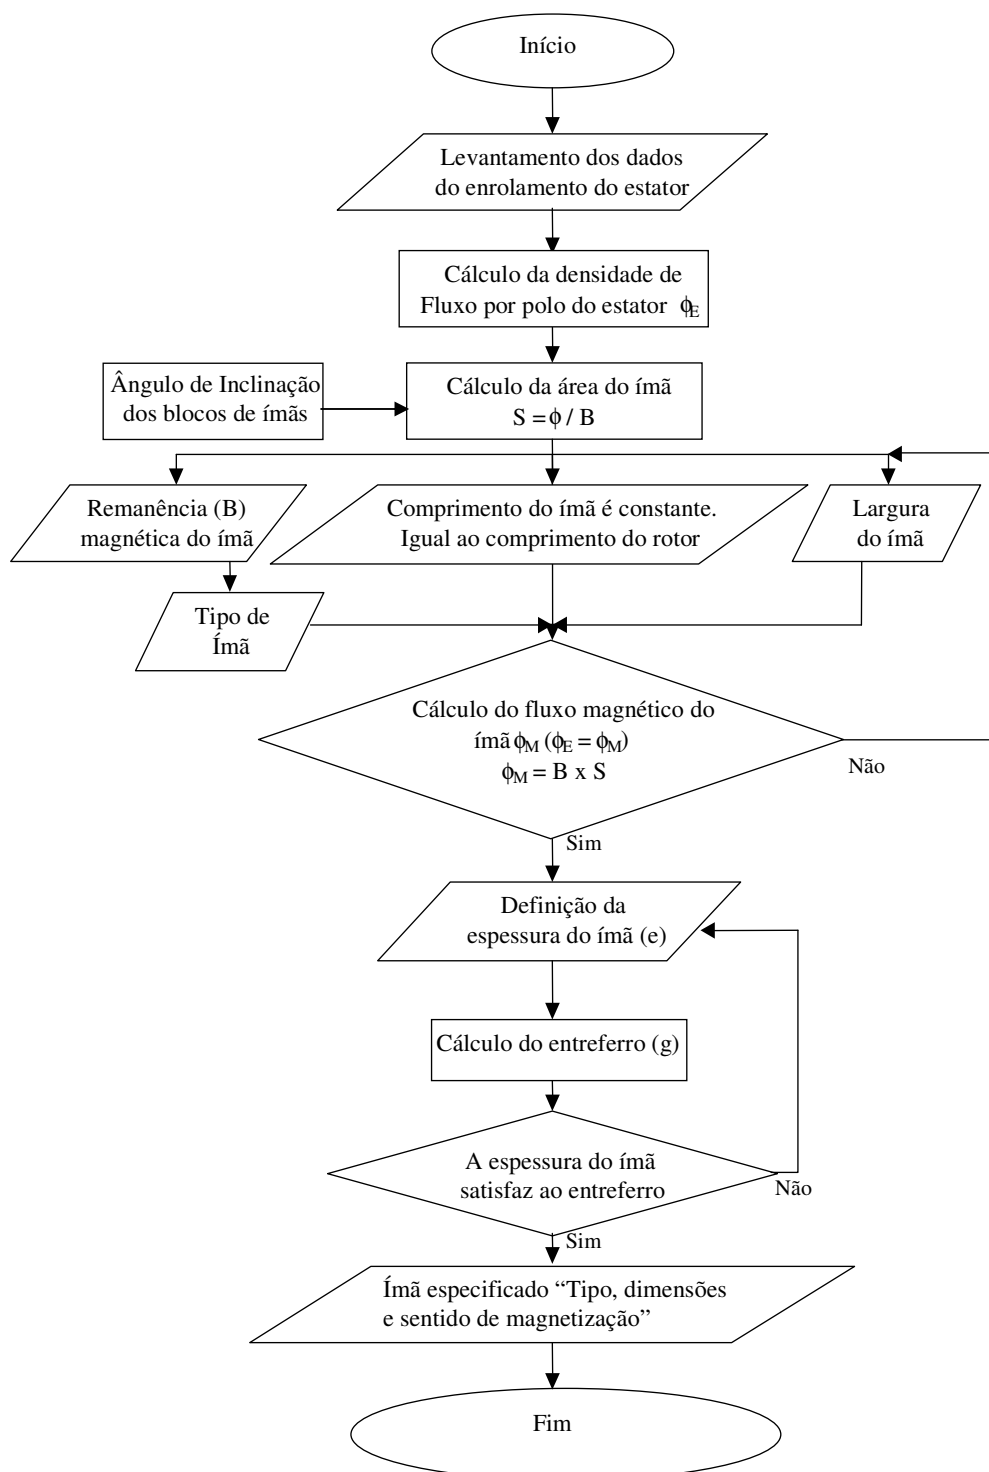 Início
Levantamento dos dados
do enrolamento do estator
Cálculo da densidade de
Fluxo por polo do estator ϕE
Ângulo de Inclinação
dos blocos de ímãs
Cálculo da área do ímã
S = ϕ / B
Remanência (B)
magnética do ímã
Comprimento do ímã é constante.
Igual ao comprimento do rotor
Largura
do ímã
Tipo de
Ímã
Cálculo do fluxo magnético do
ímã ϕM (ϕE = ϕM)
ϕM = B x S
Não
Sim
Definição da
espessura do ímã (e)
Cálculo do entreferro (g)
A espessura do ímã
satisfaz ao entreferro
Não
Sim
Ímã especificado “Tipo, dimensões
e sentido de magnetização”
Fim